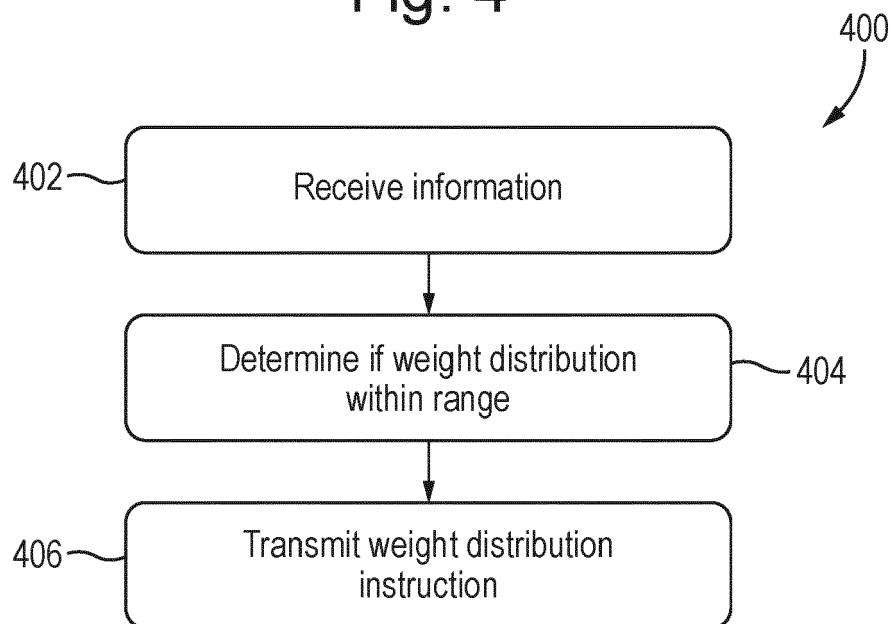 Fig. 4
400
402
Receive information
Determine if weight distribution
within range
404
406
Transmit weight distribution
instruction